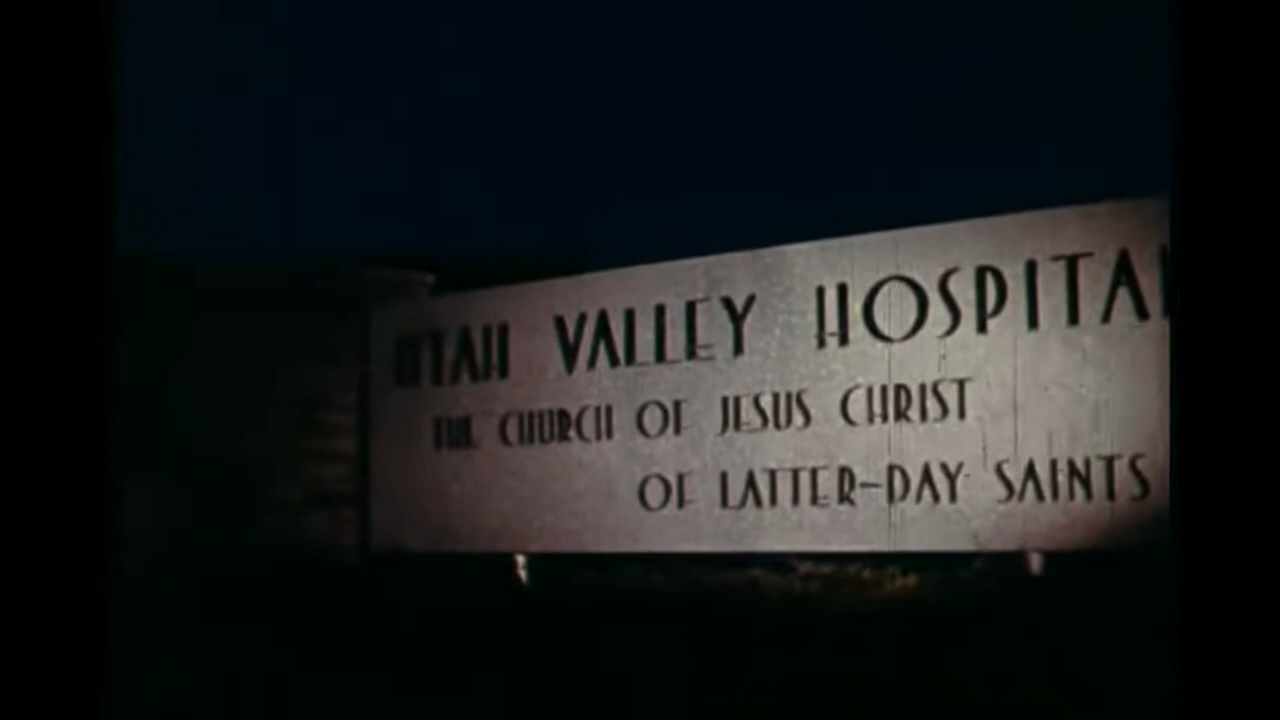 UTAH VALLEY HOSPITAL
THE CHURCH OF JESUS CHRIST
OF LATTER-DAY SAINTS